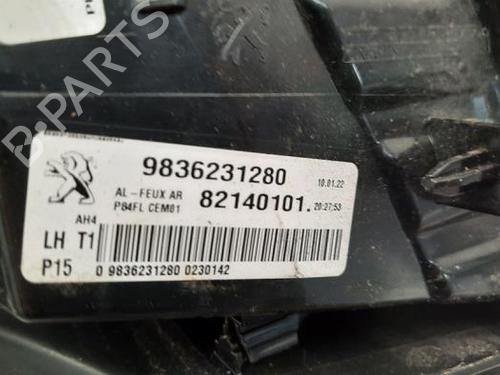 9836231280
10.01.22
AL-FEUX AR
82140101.
20:27:53
P84FL CEM01
AH4
LH T1
P15
0 9836231280 0230142
B-PARTS